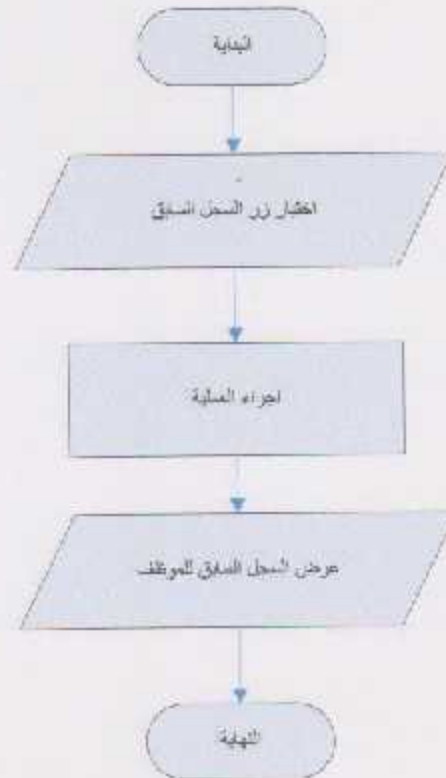 البداية
اختيار زر السجل السابق
اجراء العملية
عرض السجل السابق للموظف
النهاية